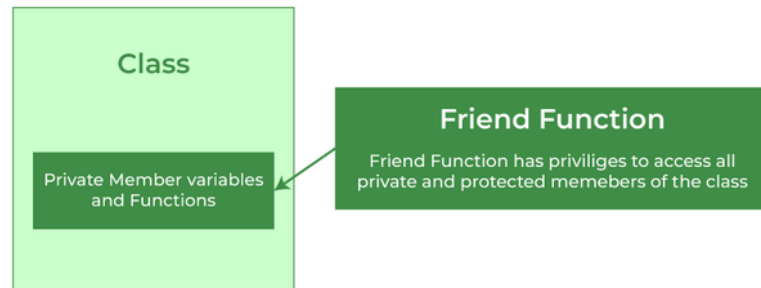 Class
Private Member variables
and Functions
Friend Function
Friend Function has priviliges to access all
private and protected memebers of the class